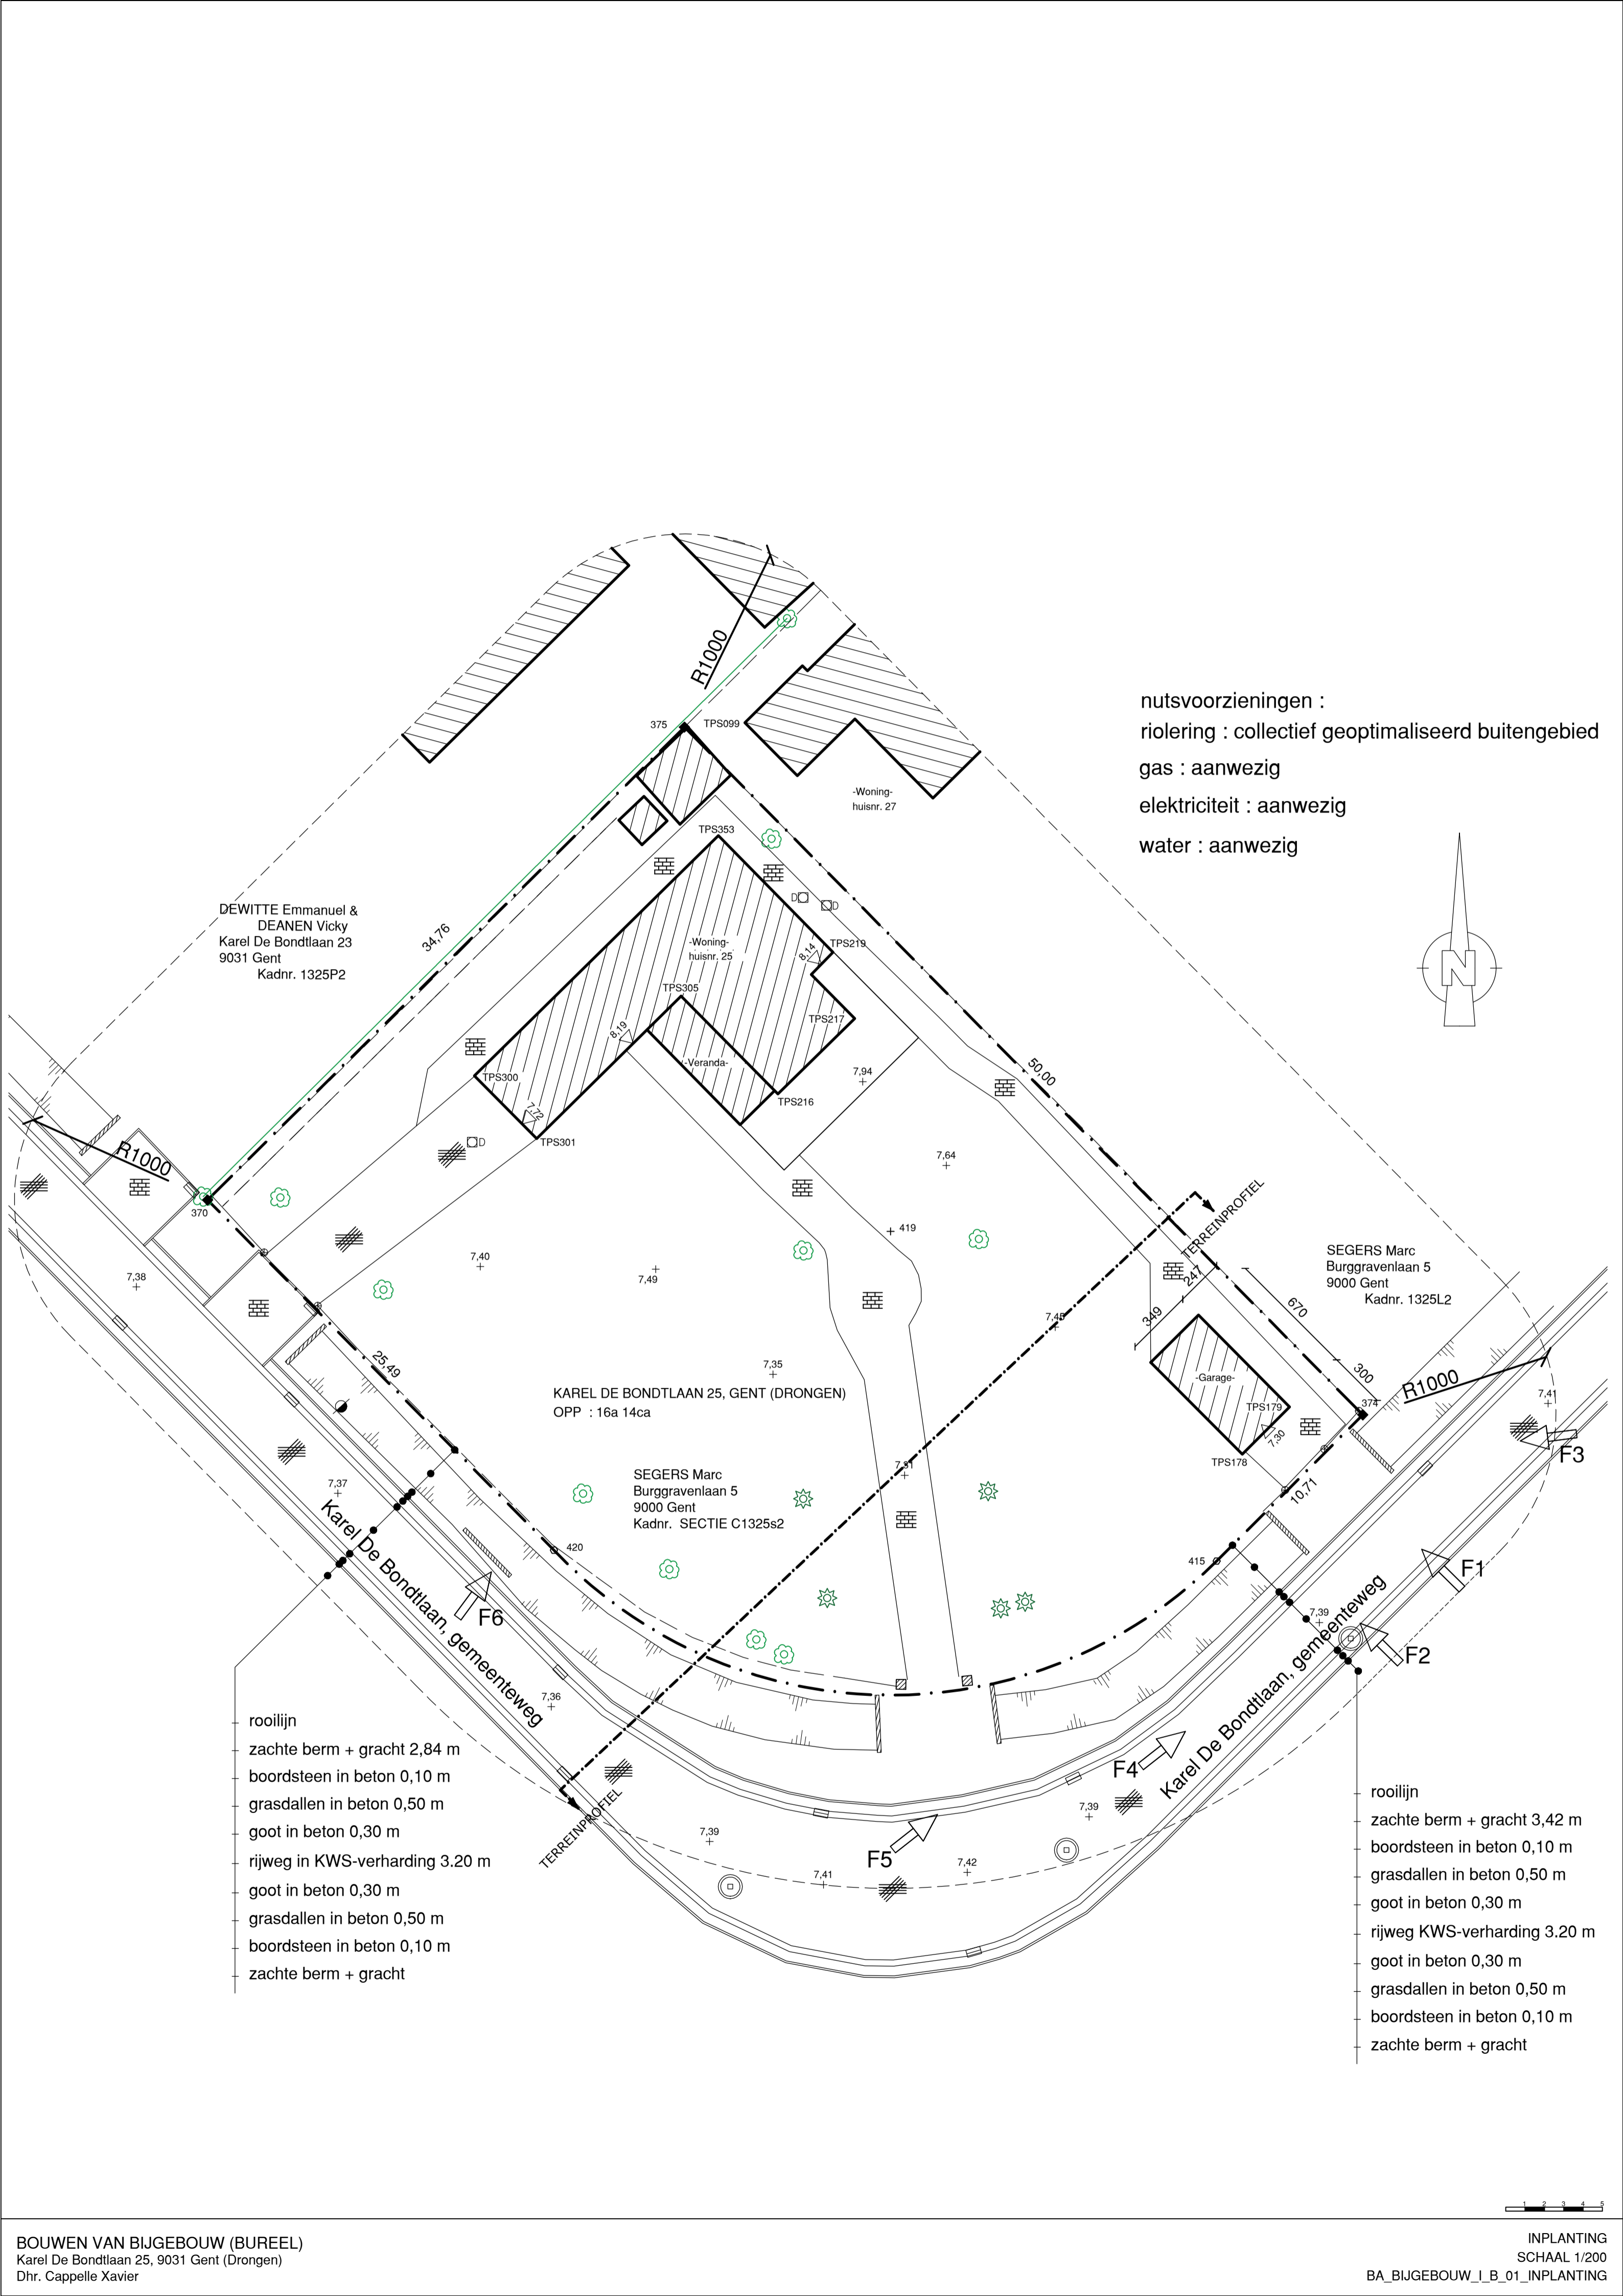 R1000
375
TPS099
nutsvoorzieningen :
riolering : collectief geoptimaliseerd buitengebied
gas : aanwezig
elektriciteit : aanwezig
water : aanwezig
-Woning-
huisnr. 27
TPS353
D
D
N
DEWITTE Emmanuel &
DEANEN Vicky
Karel De Bondtlaan 23
9031 Gent
Kadnr. 1325P2
34,76
-Woning-
huisnr. 25
8,14
TPS219
TPS305
TPS217
8,19
-Veranda-
TPS300
7,94
50,00
TPS216
7,72
TPS301
D
R1000
370
7,64
419
TERREINPROFIEL
247
349
670
300
SEGERS Marc
Burggravenlaan 5
9000 Gent
Kadnr. 1325L2
7,38
7,40
7,49
7,45
25,49
7,35
KAREL DE BONDTLAAN 25, GENT (DRONGEN)
OPP : 16a 14ca
-Garage-
TPS179
7,30
TPS178
374
R1000
7,41
F3
7,37
SEGERS Marc
Burggravenlaan 5
9000 Gent
Kadnr. SECTIE C1325s2
7,51
10,71
420
415
Karel De Bondtlaan, gemeenteweg
F6
7,39
F1
F2
Karel De Bondtlaan, gemeenteweg
7,36
F4
TERREINPROFIEL
7,39
7,39
F5
7,41
7,42
rooilijn
zachte berm + gracht 2,84 m
boordsteen in beton 0,10 m
grasdallen in beton 0,50 m
goot in beton 0,30 m
rijweg in KWS-verharding 3.20 m
goot in beton 0,30 m
grasdallen in beton 0,50 m
boordsteen in beton 0,10 m
zachte berm + gracht
rooilijn
zachte berm + gracht 3,42 m
boordsteen in beton 0,10 m
grasdallen in beton 0,50 m
goot in beton 0,30 m
rijweg KWS-verharding 3.20 m
goot in beton 0,30 m
grasdallen in beton 0,50 m
boordsteen in beton 0,10 m
zachte berm + gracht
1 2 3 4 5
BOUWEN VAN BIJGEBOUW (BUREEL)
Karel De Bondtlaan 25, 9031 Gent (Drongen)
Dhr. Cappelle Xavier
INPLANTING
SCHAAL 1/200
BA_BIJGEBOUW_I_B_01_INPLANTING